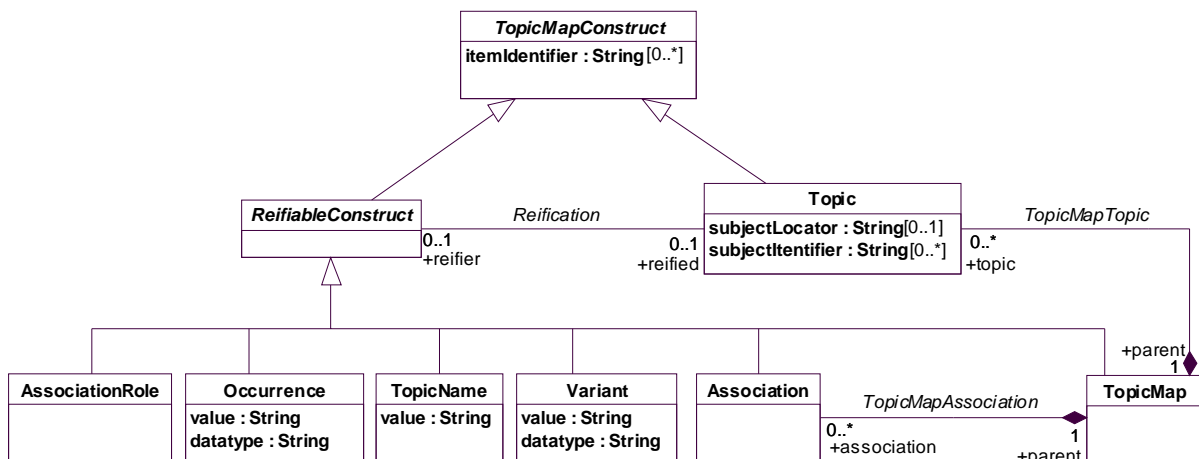 TopicMapConstruct
itemIdentifier : String[0..*]
ReifiableConstruct
Reification
0..1
+reifier
0..1
+reified
Topic
subjectLocator : String[0..1]
subjectItentifier : String[0..*]
TopicMapTopic
0..*
+topic
+parent
1
AssociationRole
Occurrence
value : String
datatype : String
TopicName
value : String
Variant
value : String
datatype : String
Association
TopicMapAssociation
0..*
+association
1
+parent
TopicMap